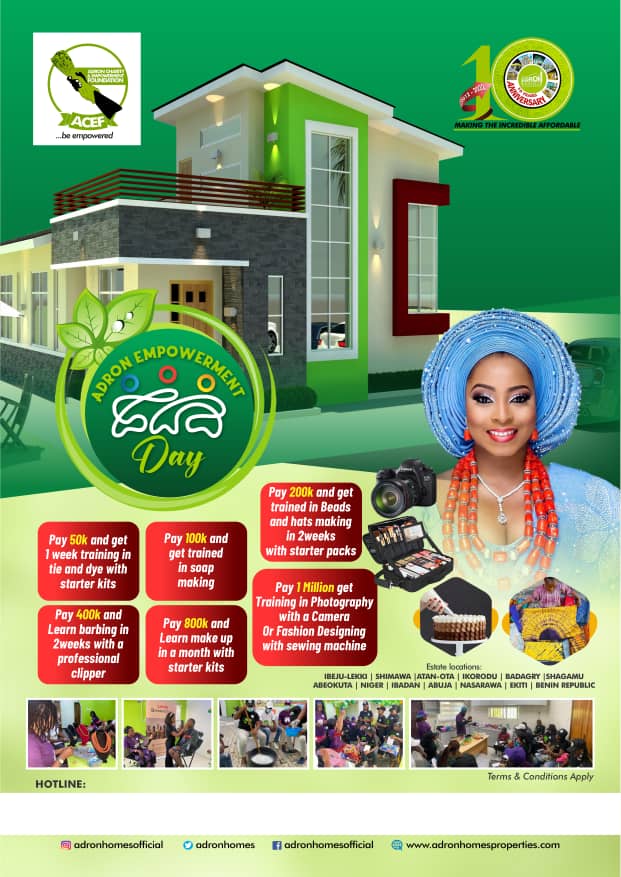 ADRON CHARITY
& EMPOWERMENT
FOUNDATION
ACEF
...be empowered
10
YEARS
ANNIVERSARY
MAKING THE INCREDIBLE AFFORDABLE
ADRON EMPOWERMENT
Day
Pay 50k and get
1 week training in
tie and dye with
starter kits
Pay 100k and
get trained
in soap
making
Pay 200k and get
trained in Beads
and hats making
in 2weeks
with starter packs
Pay 400k and
Learn barbing in
2weeks with a
professional
clipper
Pay 800k and
Learn make up
in a month with
starter kits
Pay 1 Million get
Training in Photography
with a Camera
Or Fashion Designing
with sewing machine
Estate locations:
IBEJU-LEKKI | SHIMAWA |ATAN-OTA | IKORODU | BADAGRY |SHAGAMU
ABEOKUTA | NIGER | IBADAN | ABUJA | NASARAWA | EKITI | BENIN REPUBLIC
Terms & Conditions Apply
HOTLINE:
adronhomesofficial adronhomes adronhomesofficial www.adronhomesproperties.com